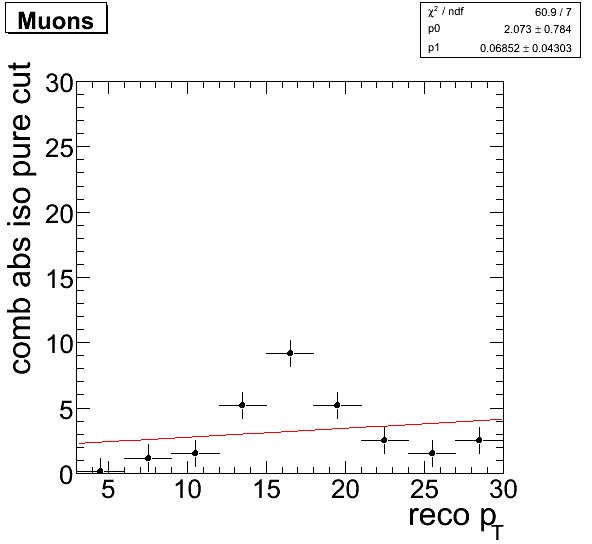 Muons
χ² / ndf 60.9 / 7
p0 2.073 ± 0.784
p1 0.06852 ± 0.04303
comb abs iso pure cut
30
25
20
15
10
5
0
5 10 15 20 25 30
reco p_T